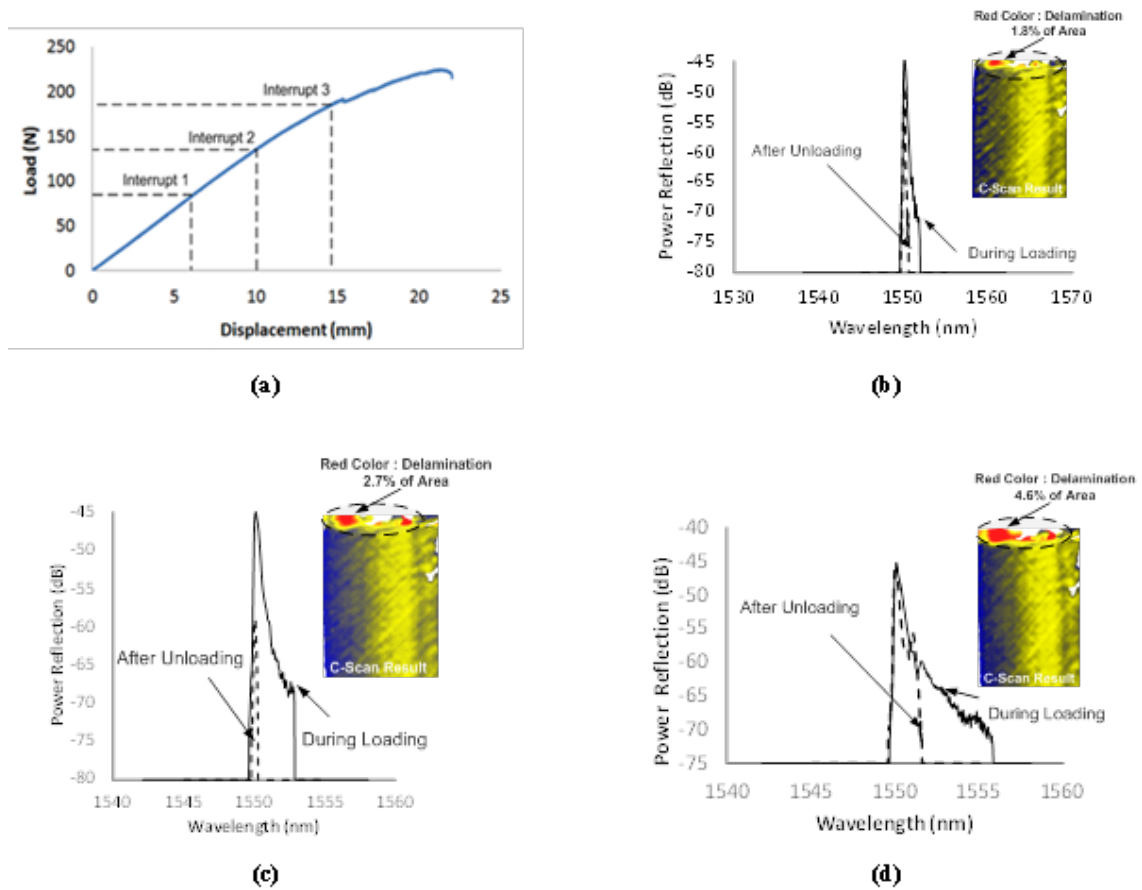 250
200
150
100
50
0
Load (N)
Interrupt 3
Interrupt 2
Interrupt 1
0 5 10 15 20 25
Displacement (mm)
(a)
Red Color : Delamination
1.8% of Area
-45
-50
-55
-60
-65
-70
-75
-80
Power Reflection (dB)
After Unloading
C-Scan Result
During Loading
1530 1540 1550 1560 1570
Wavelength (nm)
(b)
Red Color : Delamination
2.7% of Area
-45
-50
-55
-60
-65
-70
-75
-80
Power Reflection (dB)
After Unloading
C-Scan Result
During Loading
1540 1545 1550 1555 1560
Wavelength (nm)
(c)
Red Color : Delamination
4.6% of Area
-40
-45
-50
-55
-60
-65
-70
-75
Power Reflection (dB)
After Unloading
C-Scan Result
During Loading
1540 1545 1550 1555 1560
Wavelength (nm)
(d)